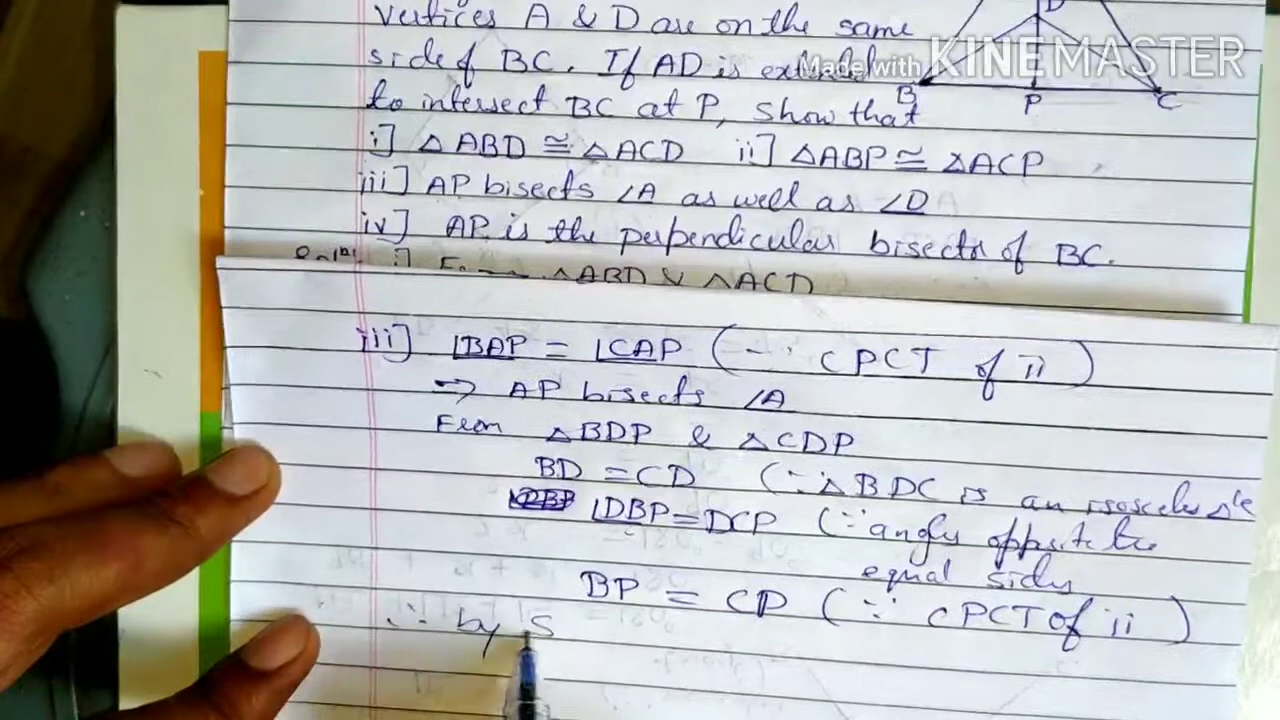 vertices A & D are on the same
side of BC. If AD is extended
Made with KINEMASTER
to intersect BC at P, show that
D
B P C
i] △ABD ≅ △ACD ii] △ABP ≅ △ACP
iii] AP bisects ∠A as well as ∠D
iv] AP is the perpendicular bisector of BC.
i] From △ABD & △ACD
iii] ∠BAP = ∠CAP (∵ CPCT of ii)
⇒ AP bisects ∠A
From △BDP & △CDP
BD = CD (∵ △BDC is an isosceles △le
∠DBP = DCP (∵ angles opposite to
equal sides
BP = CP (∵ CPCT of ii)
∴ by S